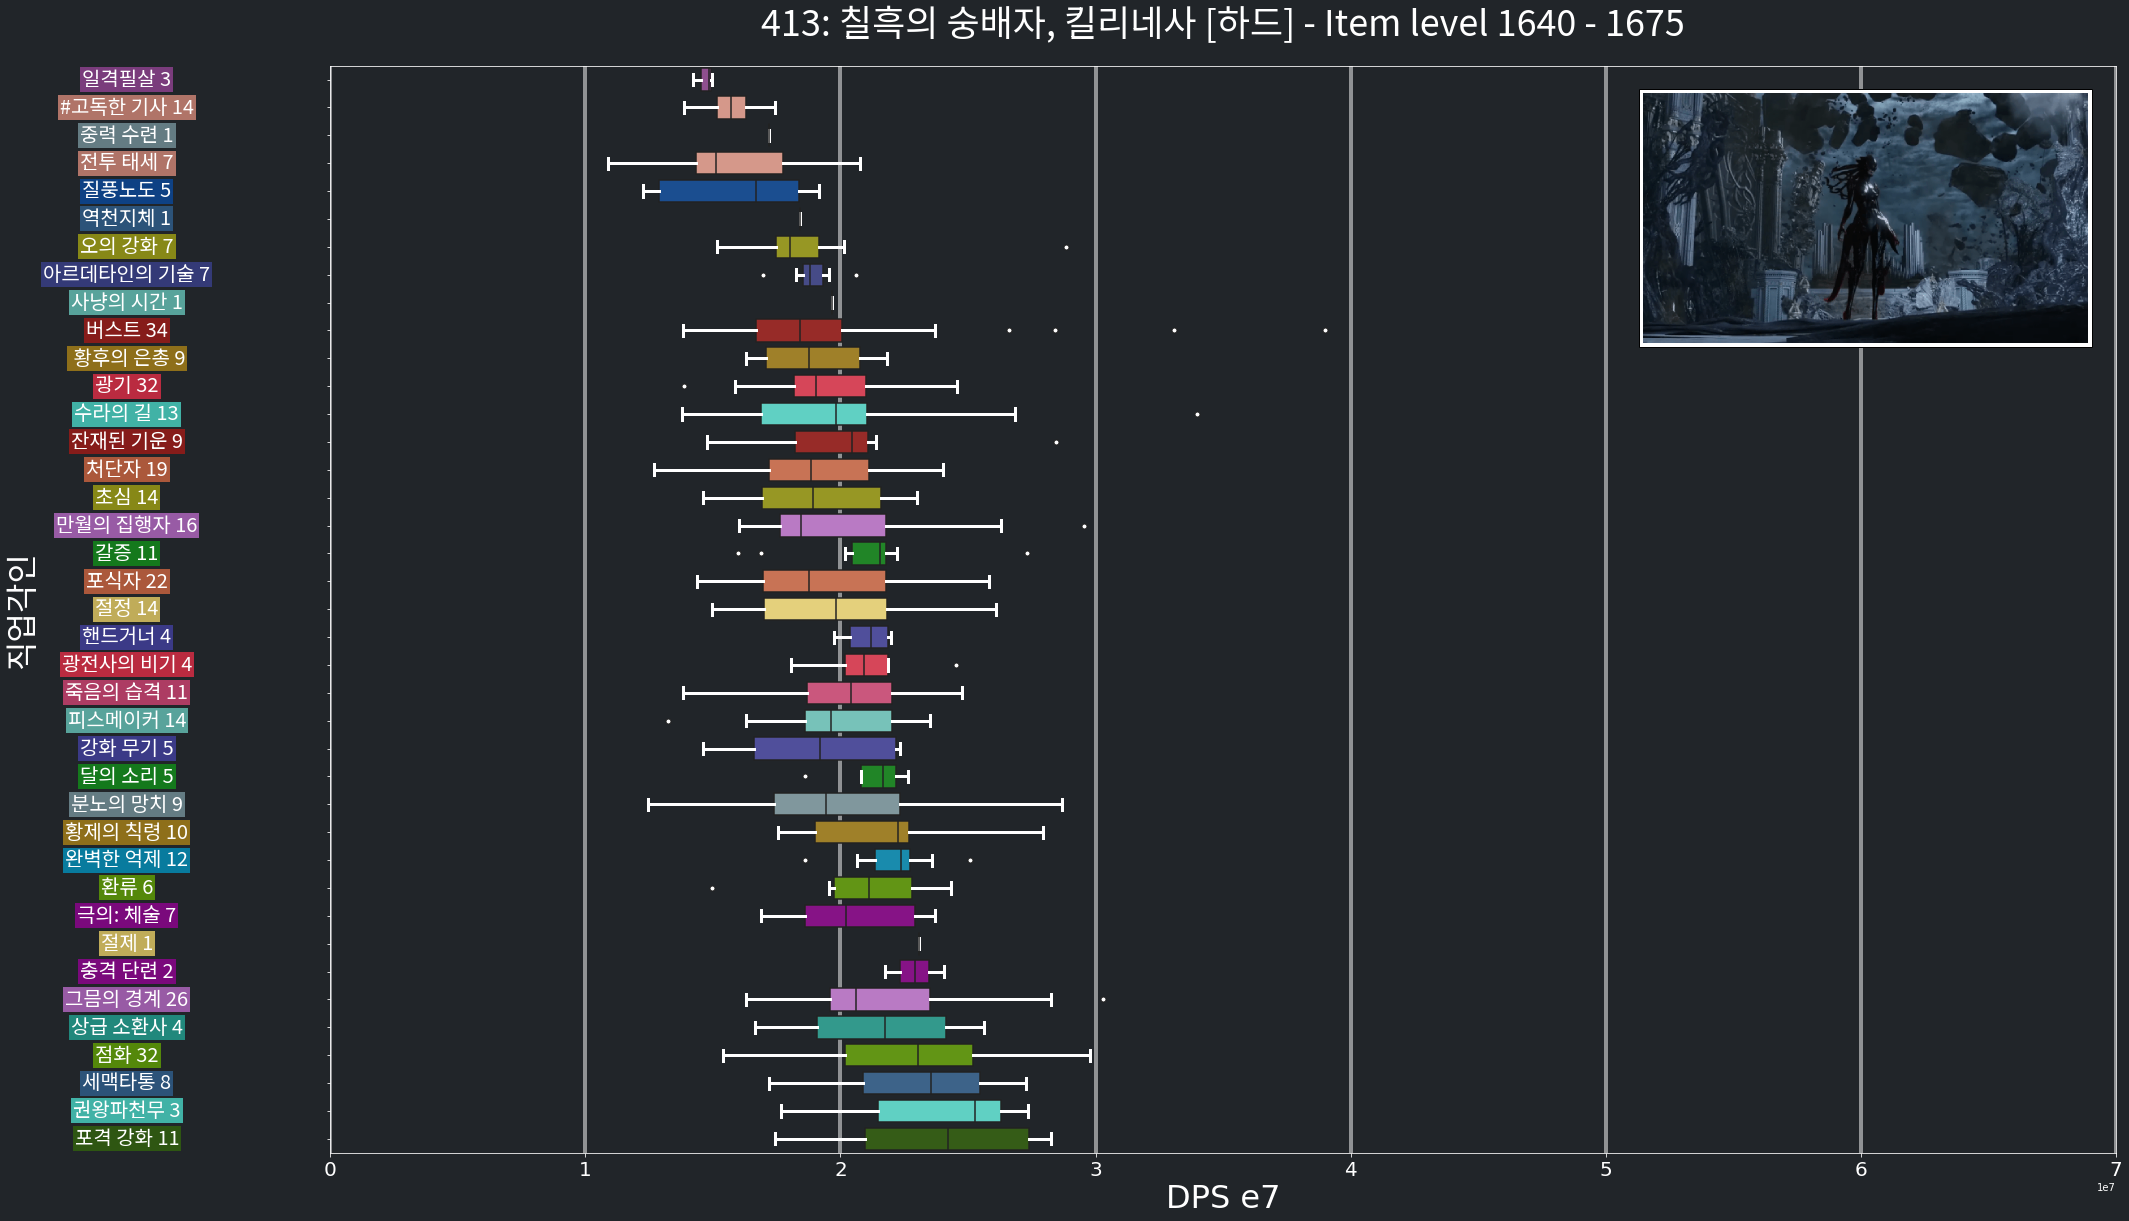 413: 칠흑의 숭배자, 킬리네사 [하드] - Item level 1640 - 1675
일격필살 3
#고독한 기사 14
중력 수련 1
전투 태세 7
질풍노도 5
역천지체 1
오의 강화 7
아르데타인의 기술 7
사냥의 시간 1
버스트 34
황후의 은총 9
광기 32
수라의 길 13
잔재된 기운 9
처단자 19
초심 14
만월의 집행자 16
갈증 11
포식자 22
절정 14
핸드거너 4
광전사의 비기 4
죽음의 습격 11
피스메이커 14
강화 무기 5
달의 소리 5
분노의 망치 9
황제의 칙령 10
완벽한 억제 12
환류 6
극의: 체술 7
절제 1
충격 단련 2
그믐의 경계 26
상급 소환사 4
점화 32
세맥타통 8
권왕파천무 3
포격 강화 11
직업각인
0 1 2 3 4 5 6 7
1e7
DPS e7